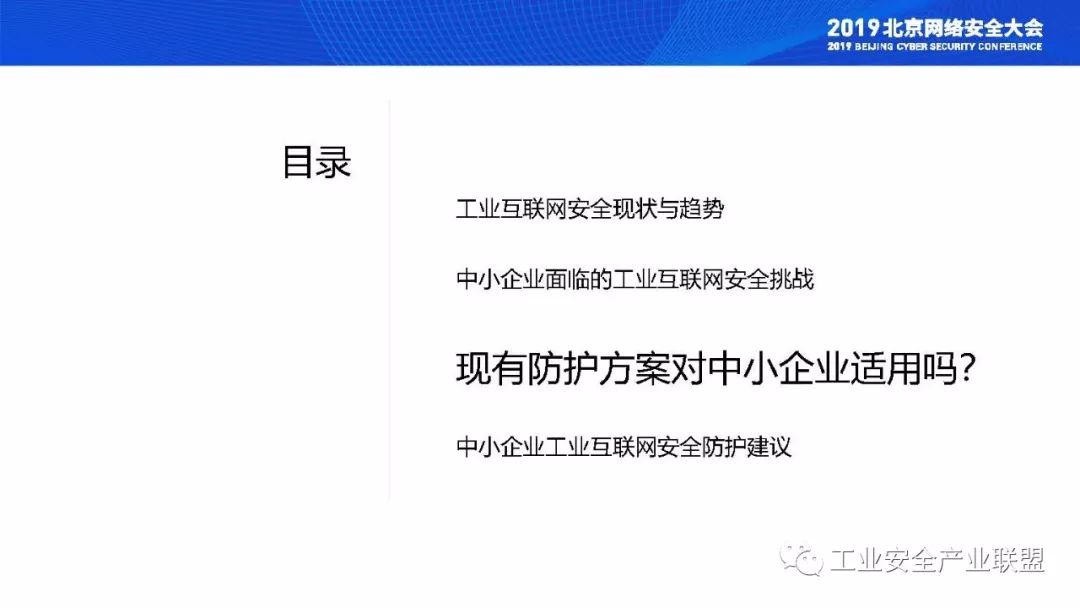 2019北京网络安全大会
2019 BEIJING CYBER SECURITY CONFERENCE
目录
工业互联网安全现状与趋势
中小企业面临的工业互联网安全挑战
现有防护方案对中小企业适用吗？
中小企业工业互联网安全防护建议
工业安全产业联盟